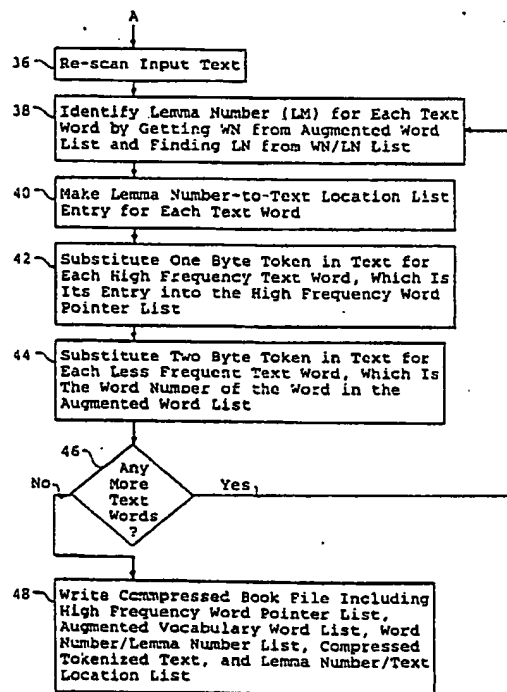 A
36 Re-scan Input Text
38 Identify Lemma Number (LM) for Each Text
Word by Getting WN from Augmented Word
List and Finding LN from WN/LN List
40 Make Lemma Number-to-Text Location List
Entry for Each Text Word
42 Substitute One Byte Token in Text for
Each High Frequency Text Word, Which Is
Its Entry into the High Frequency Word
Pointer List
44 Substitute Two Byte Token in Text for
Each Less Frequent Text Word, Which Is
The Word Number of the Word in the
Augmented Word List
46
Any
No More Yes
Text
Words
?
48 Write Commpressed Book File Including
High Frequency Word Pointer List,
Augmented Vocabulary Word List, Word
Number/Lemma Number List, Compressed
Tokenized Text, and Lemma Number/Text
Location List